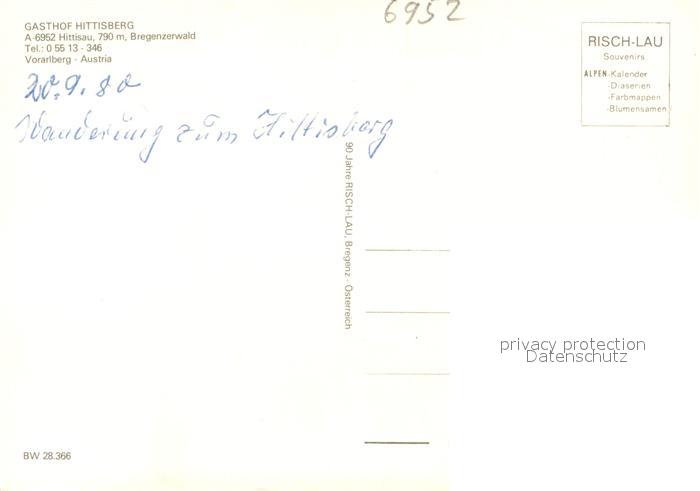 GASTHOF HITTISBERG
A-6952 Hittisau, 790 m, Bregenzerwald
Tel.: 0 55 13 - 346
Vorarlberg - Austria
6952
RISCH-LAU
Souvenirs
ALPEN-Kalender
-Diaserien
-Farbmappen
-Blumensamen
20.9.80
Wanderung zum Hittisberg
90 Jahre RISCH-LAU, Bregenz - Österreich
privacy protection
Datenschutz
BW 28.366